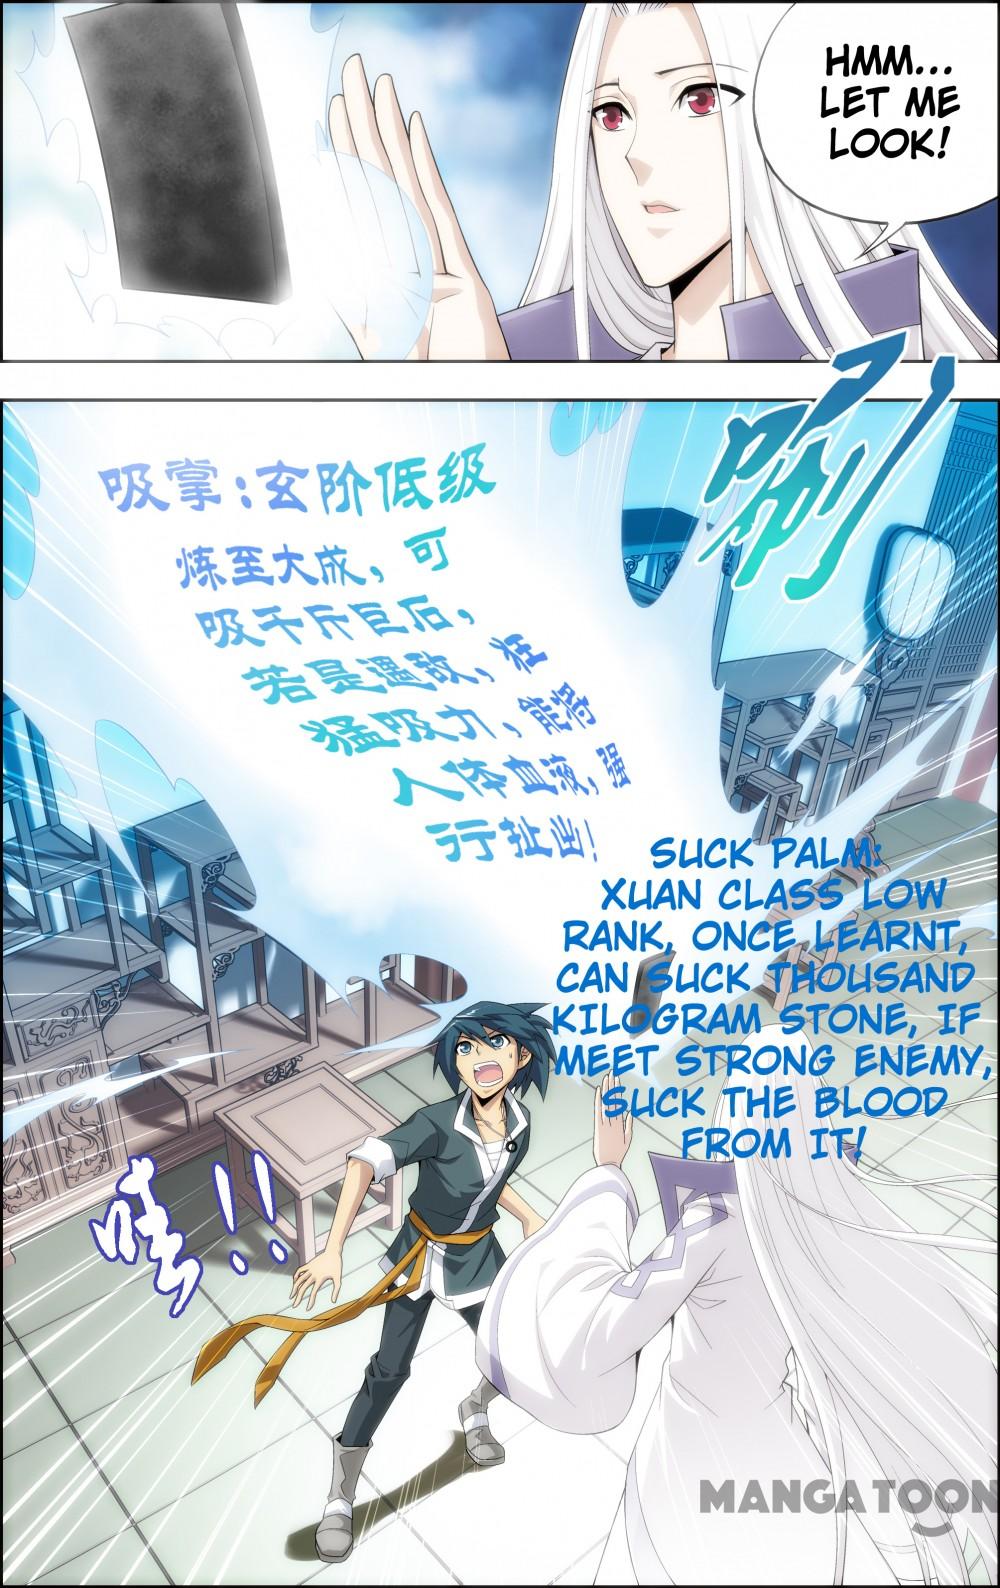 HMM...
LET ME
LOOK!
唰
吸掌:玄阶低级
炼至大成,可
吸千斤巨石,
若是遇敌,狂
猛吸力,能将
人体血液,强
行扯出!
SUCK PALM:
XUAN CLASS LOW
RANK, ONCE LEARNT,
CAN SUCK THOUSAND
KILOGRAM STONE, IF
MEET STRONG ENEMY,
SUCK THE BLOOD
FROM IT!
哇!!
MANGATOON